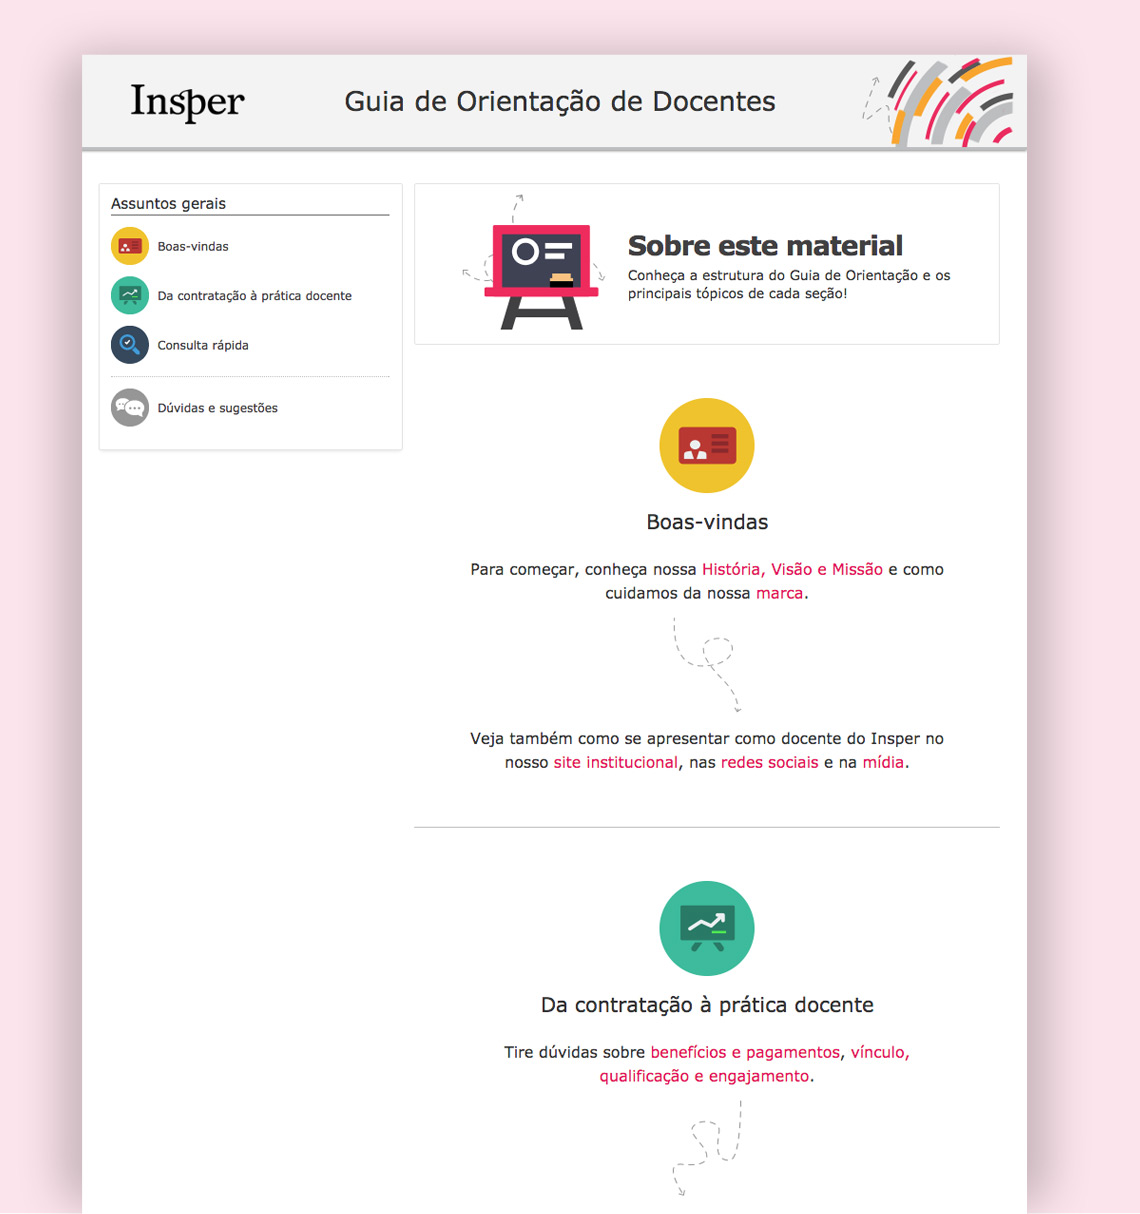 Insper
Guia de Orientação de Docentes
Assuntos gerais
Boas-vindas
Da contratação à prática docente
Consulta rápida
Dúvidas e sugestões
Sobre este material
Conheça a estrutura do Guia de Orientação e os
principais tópicos de cada seção!
Boas-vindas
Para começar, conheça nossa História, Visão e Missão e como
cuidamos da nossa marca.
Veja também como se apresentar como docente do Insper no
nosso site institucional, nas redes sociais e na mídia.
Da contratação à prática docente
Tire dúvidas sobre benefícios e pagamentos, vínculo,
qualificação e engajamento.